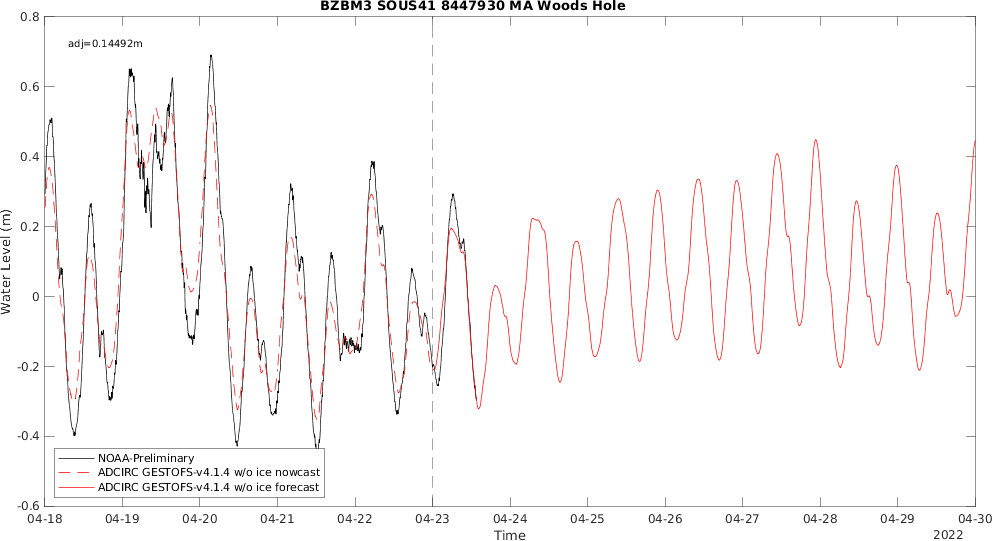 BZBM3 SOUS41 8447930 MA Woods Hole
adj=0.14492m
0.8
0.6
0.4
0.2
0
-0.2
-0.4
-0.6
Water Level (m)
NOAA-Preliminary
ADCIRC GESTOFS-v4.1.4 w/o ice nowcast
ADCIRC GESTOFS-v4.1.4 w/o ice forecast
04-18 04-19 04-20 04-21 04-22 04-23 04-24 04-25 04-26 04-27 04-28 04-29 04-30
Time
2022